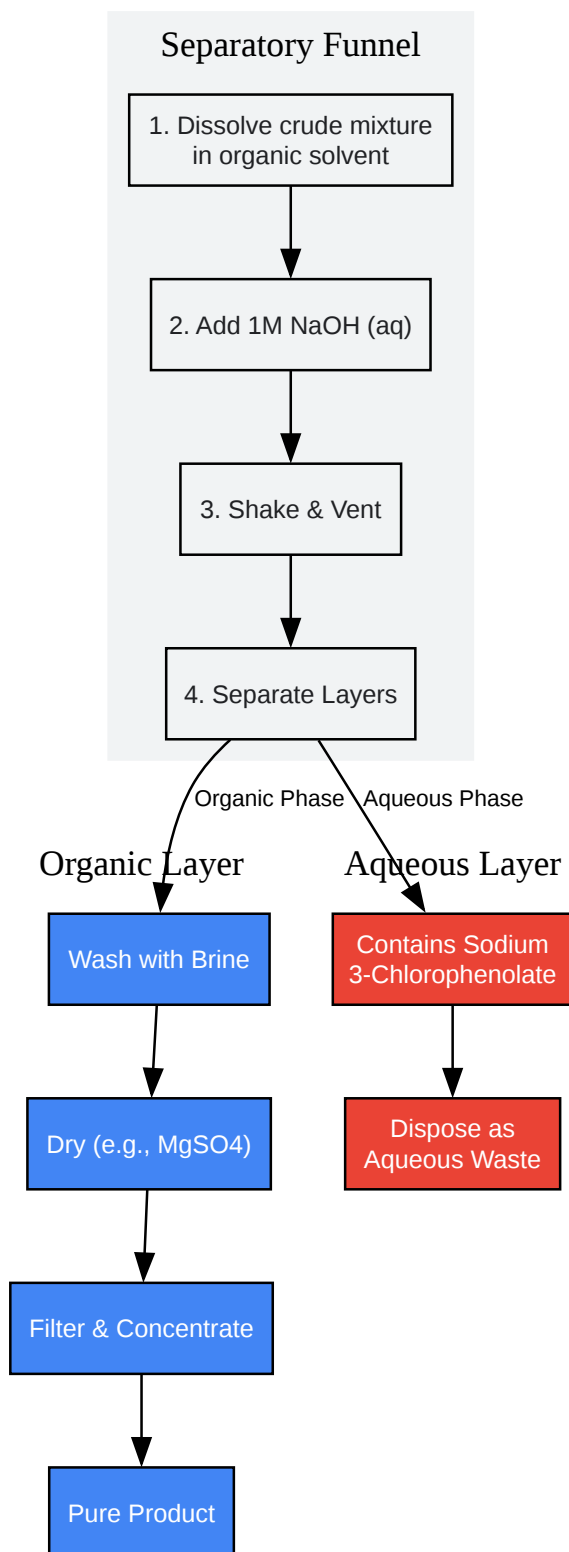 Separatory Funnel
1. Dissolve crude mixture
in organic solvent
2. Add 1M NaOH (aq)
3. Shake & Vent
4. Separate Layers
Organic Phase
Aqueous Phase
Organic Layer
Aqueous Layer
Wash with Brine
Contains Sodium
3-Chlorophenolate
Dry (e.g., MgSO4)
Dispose as
Aqueous Waste
Filter & Concentrate
Pure Product